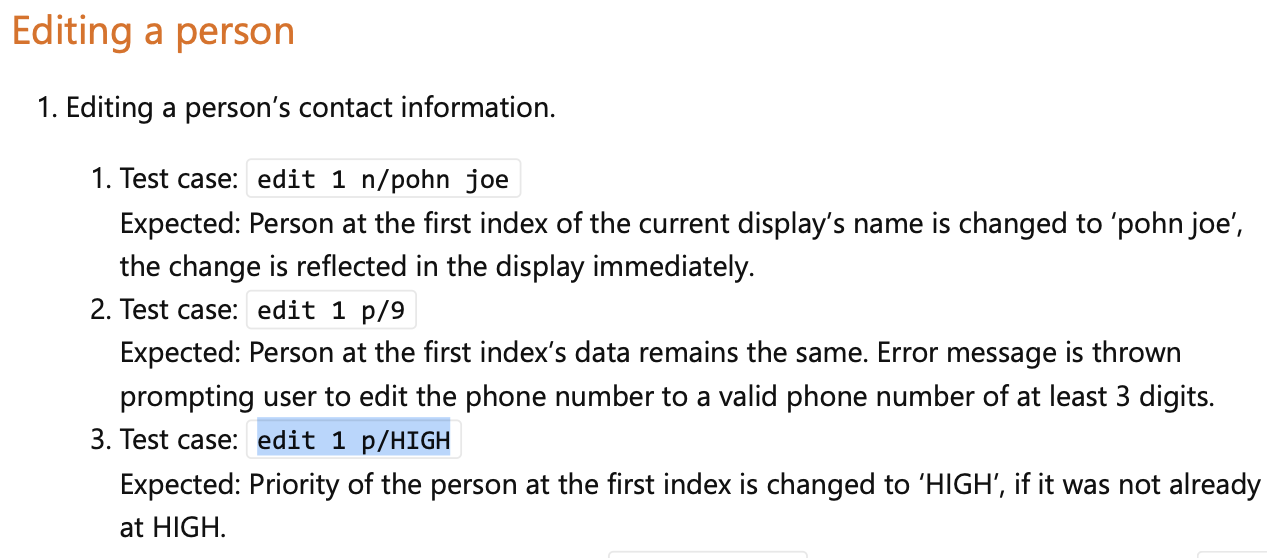 Editing a person
1. Editing a person’s contact information.
1. Test case: edit 1 n/pohn joe
Expected: Person at the first index of the current display’s name is changed to ‘pohn joe’,
the change is reflected in the display immediately.
2. Test case: edit 1 p/9
Expected: Person at the first index’s data remains the same. Error message is thrown
prompting user to edit the phone number to a valid phone number of at least 3 digits.
3. Test case: edit 1 p/HIGH
Expected: Priority of the person at the first index is changed to ‘HIGH’, if it was not already
at HIGH.